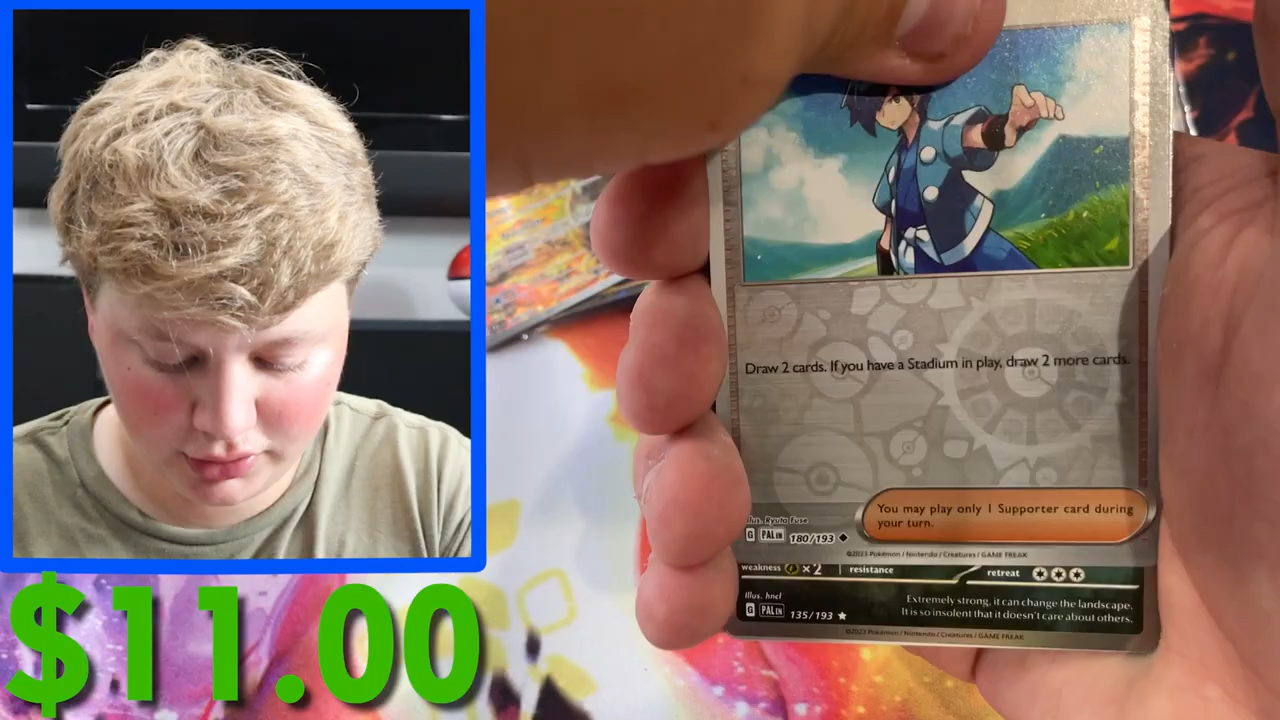 Draw 2 cards. If you have a Stadium in play, draw 2 more cards.
You may play only 1 Supporter card during
your turn.
Illus. Ryuta Fuse
G PAL EN 180/193
©2023 Pokémon / Nintendo / Creatures / GAME FREAK
weakness ×2 resistance retreat
Illus. hncl
G PAL EN 135/193
Extremely strong, it can change the landscape.
It is so insolent that it doesn't care about others.
©2023 Pokémon / Nintendo / Creatures / GAME FREAK
$11.00